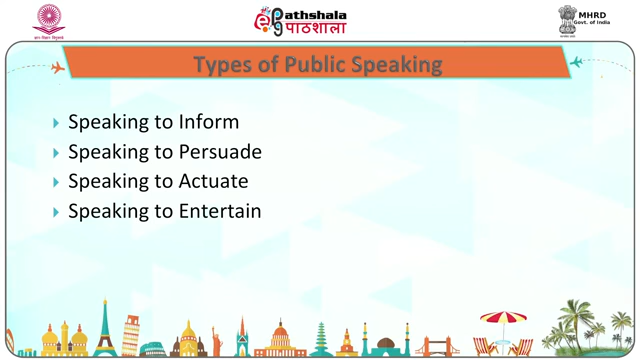 ePathshala
पाठशाला
MHRD
Govt. of India
Types of Public Speaking
Speaking to Inform
Speaking to Persuade
Speaking to Actuate
Speaking to Entertain